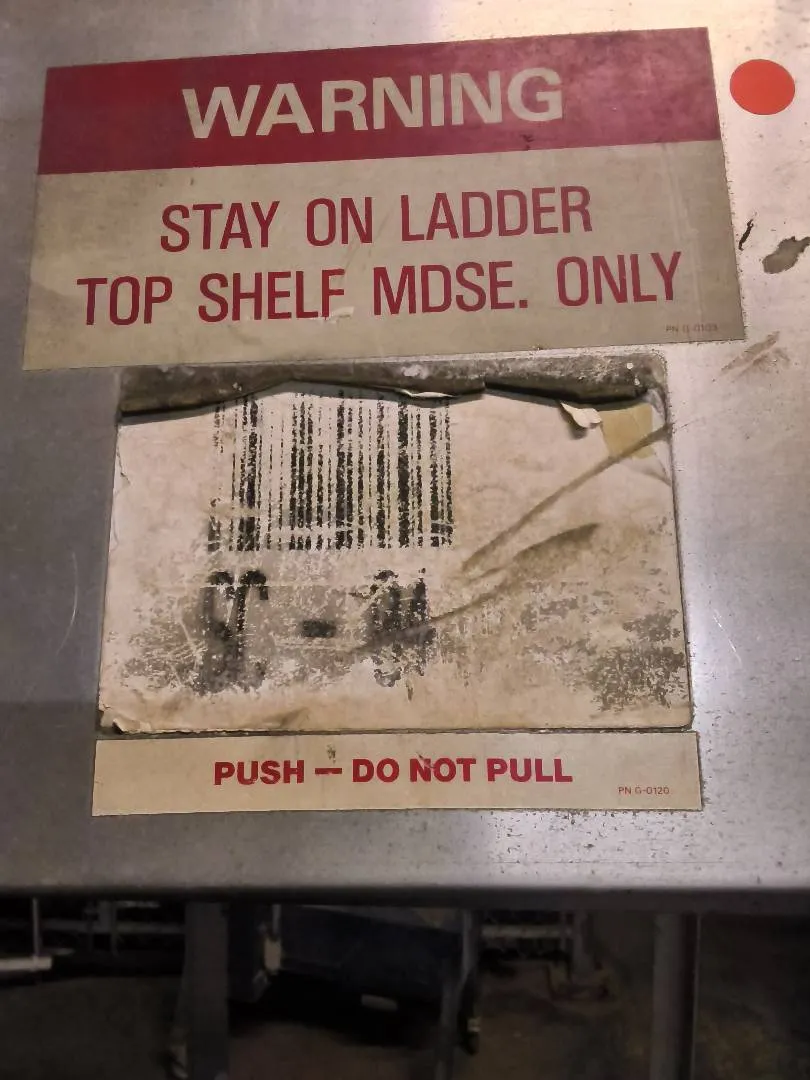 WARNING
STAY ON LADDER
TOP SHELF MDSE. ONLY
PN G-0103
PUSH — DO NOT PULL
PN G-0120